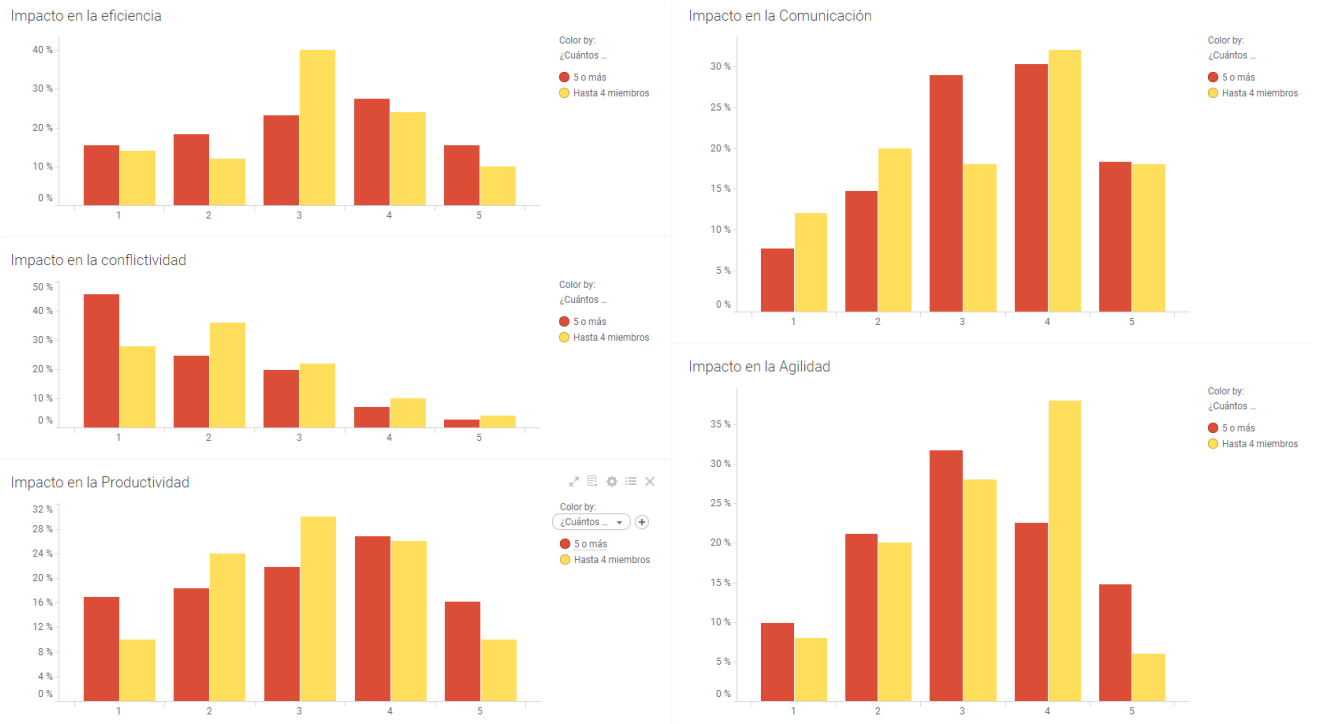 Impacto en la eficiencia
40 %
30 %
20 %
10 %
0 %
1 2 3 4 5
Color by:
¿Cuántos ...
5 o más
Hasta 4 miembros
Impacto en la conflictividad
50 %
40 %
30 %
20 %
10 %
0 %
1 2 3 4 5
Color by:
¿Cuántos ...
5 o más
Hasta 4 miembros
Impacto en la Productividad
32 %
28 %
24 %
20 %
16 %
12 %
8 %
4 %
0 %
1 2 3 4 5
Color by:
¿Cuántos ...
5 o más
Hasta 4 miembros
Impacto en la Comunicación
30 %
25 %
20 %
15 %
10 %
5 %
0 %
1 2 3 4 5
Color by:
¿Cuántos ...
5 o más
Hasta 4 miembros
Impacto en la Agilidad
35 %
30 %
25 %
20 %
15 %
10 %
5 %
0 %
1 2 3 4 5
Color by:
¿Cuántos ...
5 o más
Hasta 4 miembros